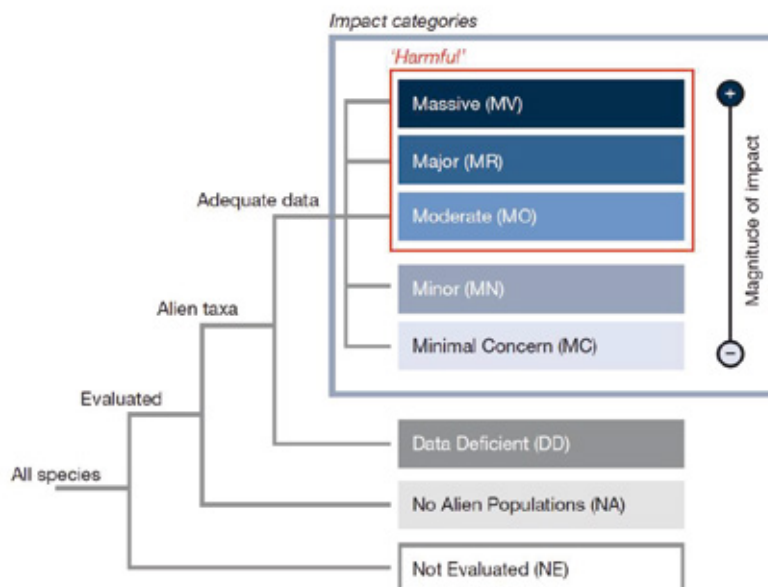 Impact categories
'Harmful'
Massive (MV)
Major (MR)
Adequate data
Moderate (MO)
Magnitude of impact
Minor (MN)
Alien taxa
Minimal Concern (MC)
Evaluated
Data Deficient (DD)
All species
No Alien Populations (NA)
Not Evaluated (NE)
+
−